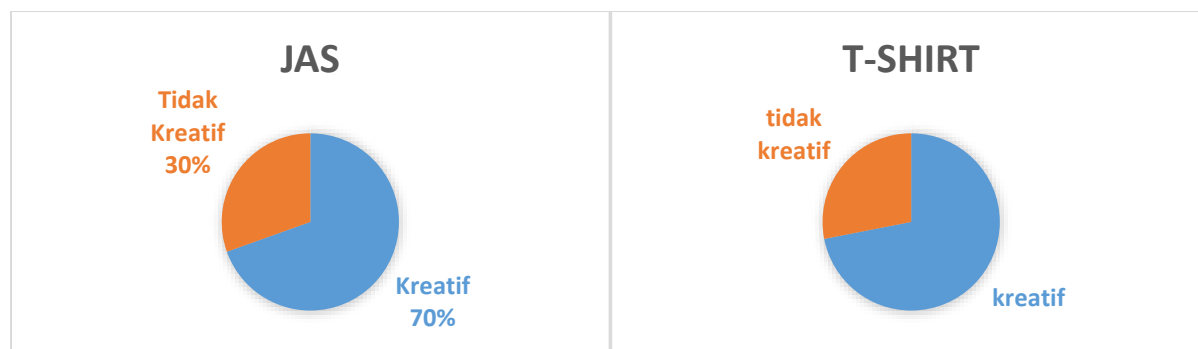 JAS
Tidak
Kreatif
30%
Kreatif
70%
T-SHIRT
tidak
kreatif
kreatif